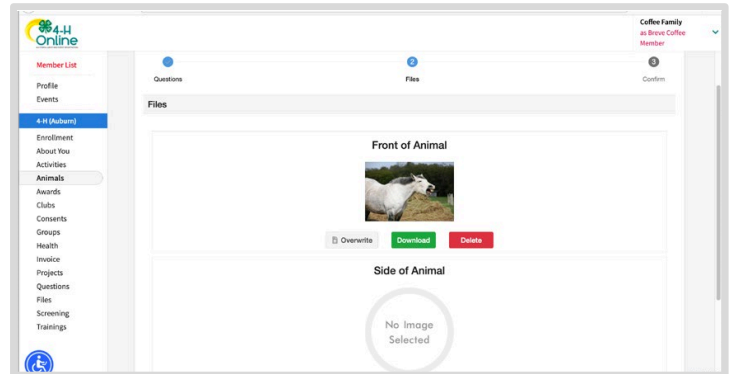 4-H
Online
Coffee Family
as Breve Coffee
Member
Member List
Profile
Events
4-H (Auburn)
Enrollment
About You
Activities
Animals
Awards
Clubs
Consents
Groups
Health
Invoice
Projects
Questions
Files
Screening
Trainings
Questions
2
Files
3
Confirm
Files
Front of Animal
Overwrite Download Delete
Side of Animal
No Image
Selected